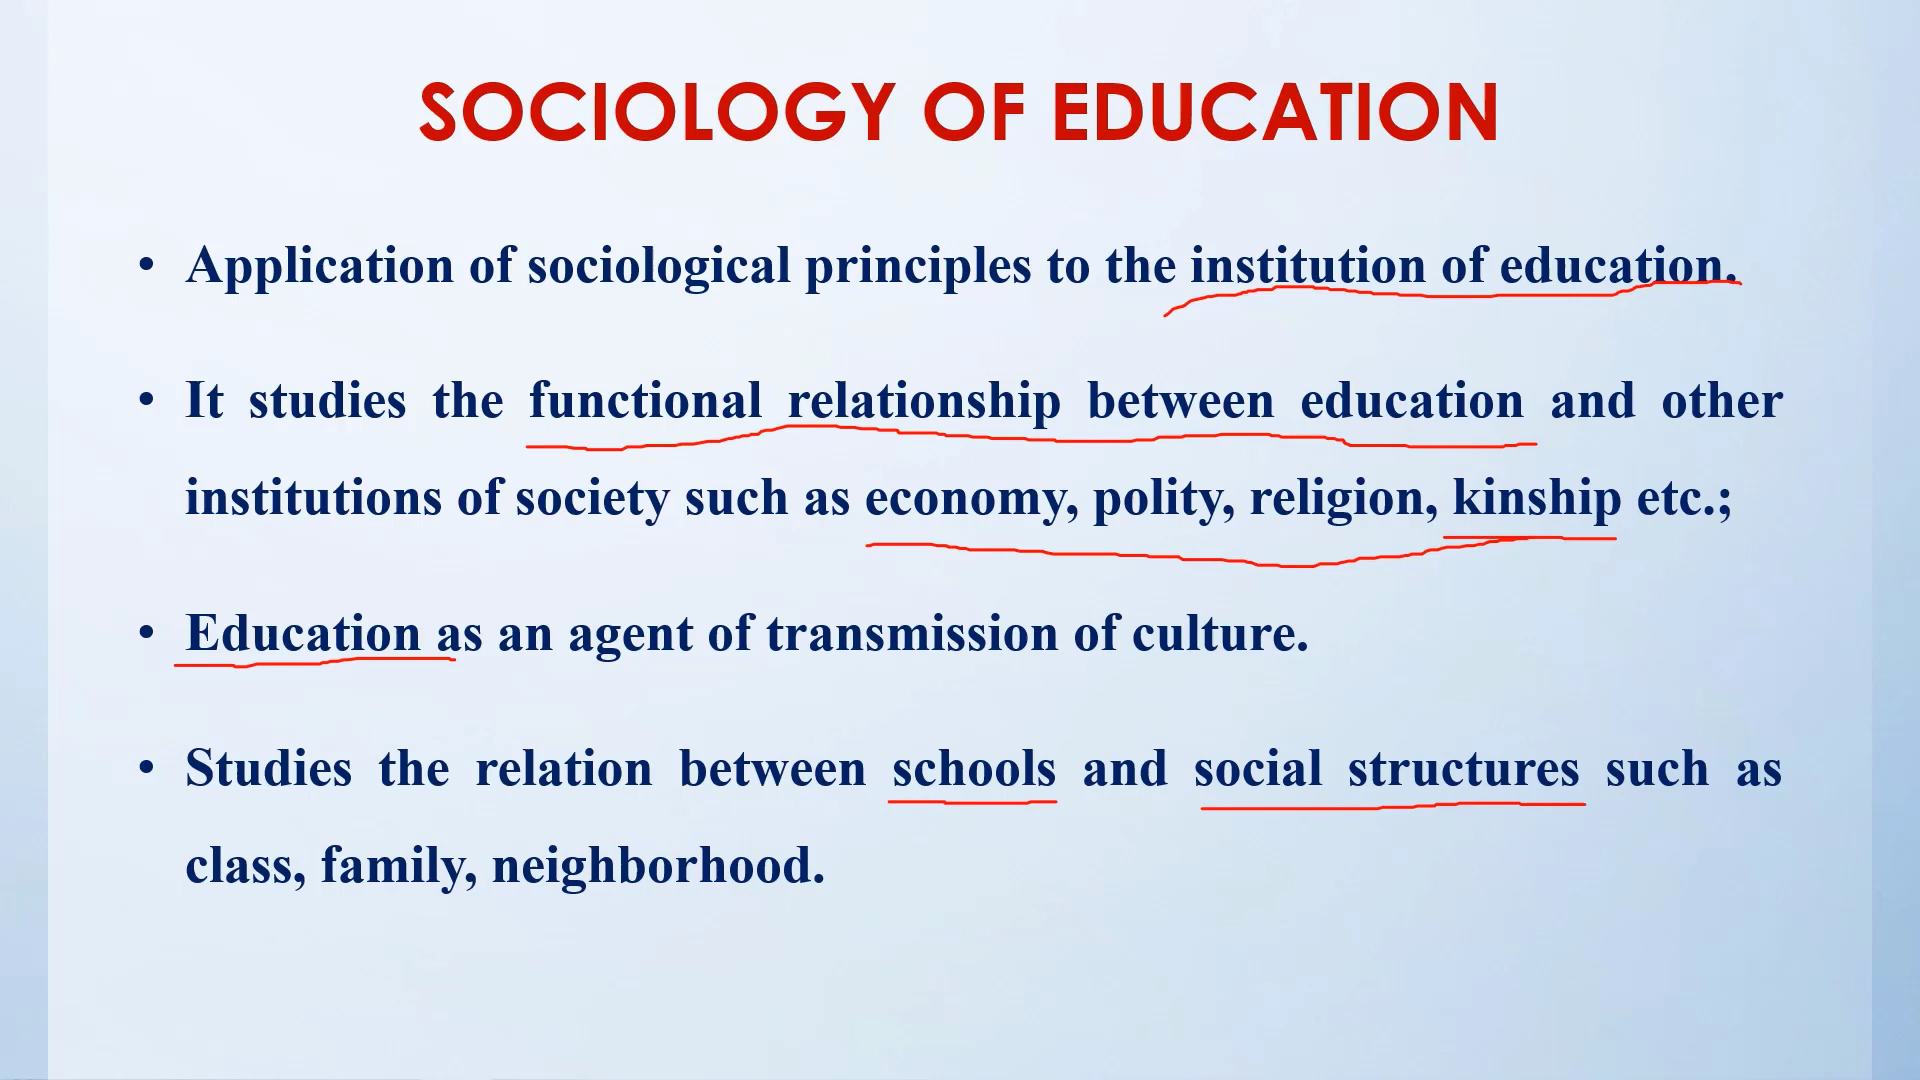 SOCIOLOGY OF EDUCATION
• Application of sociological principles to the institution of education.
• It studies the functional relationship between education and other
institutions of society such as economy, polity, religion, kinship etc.;
• Education as an agent of transmission of culture.
• Studies the relation between schools and social structures such as
class, family, neighborhood.